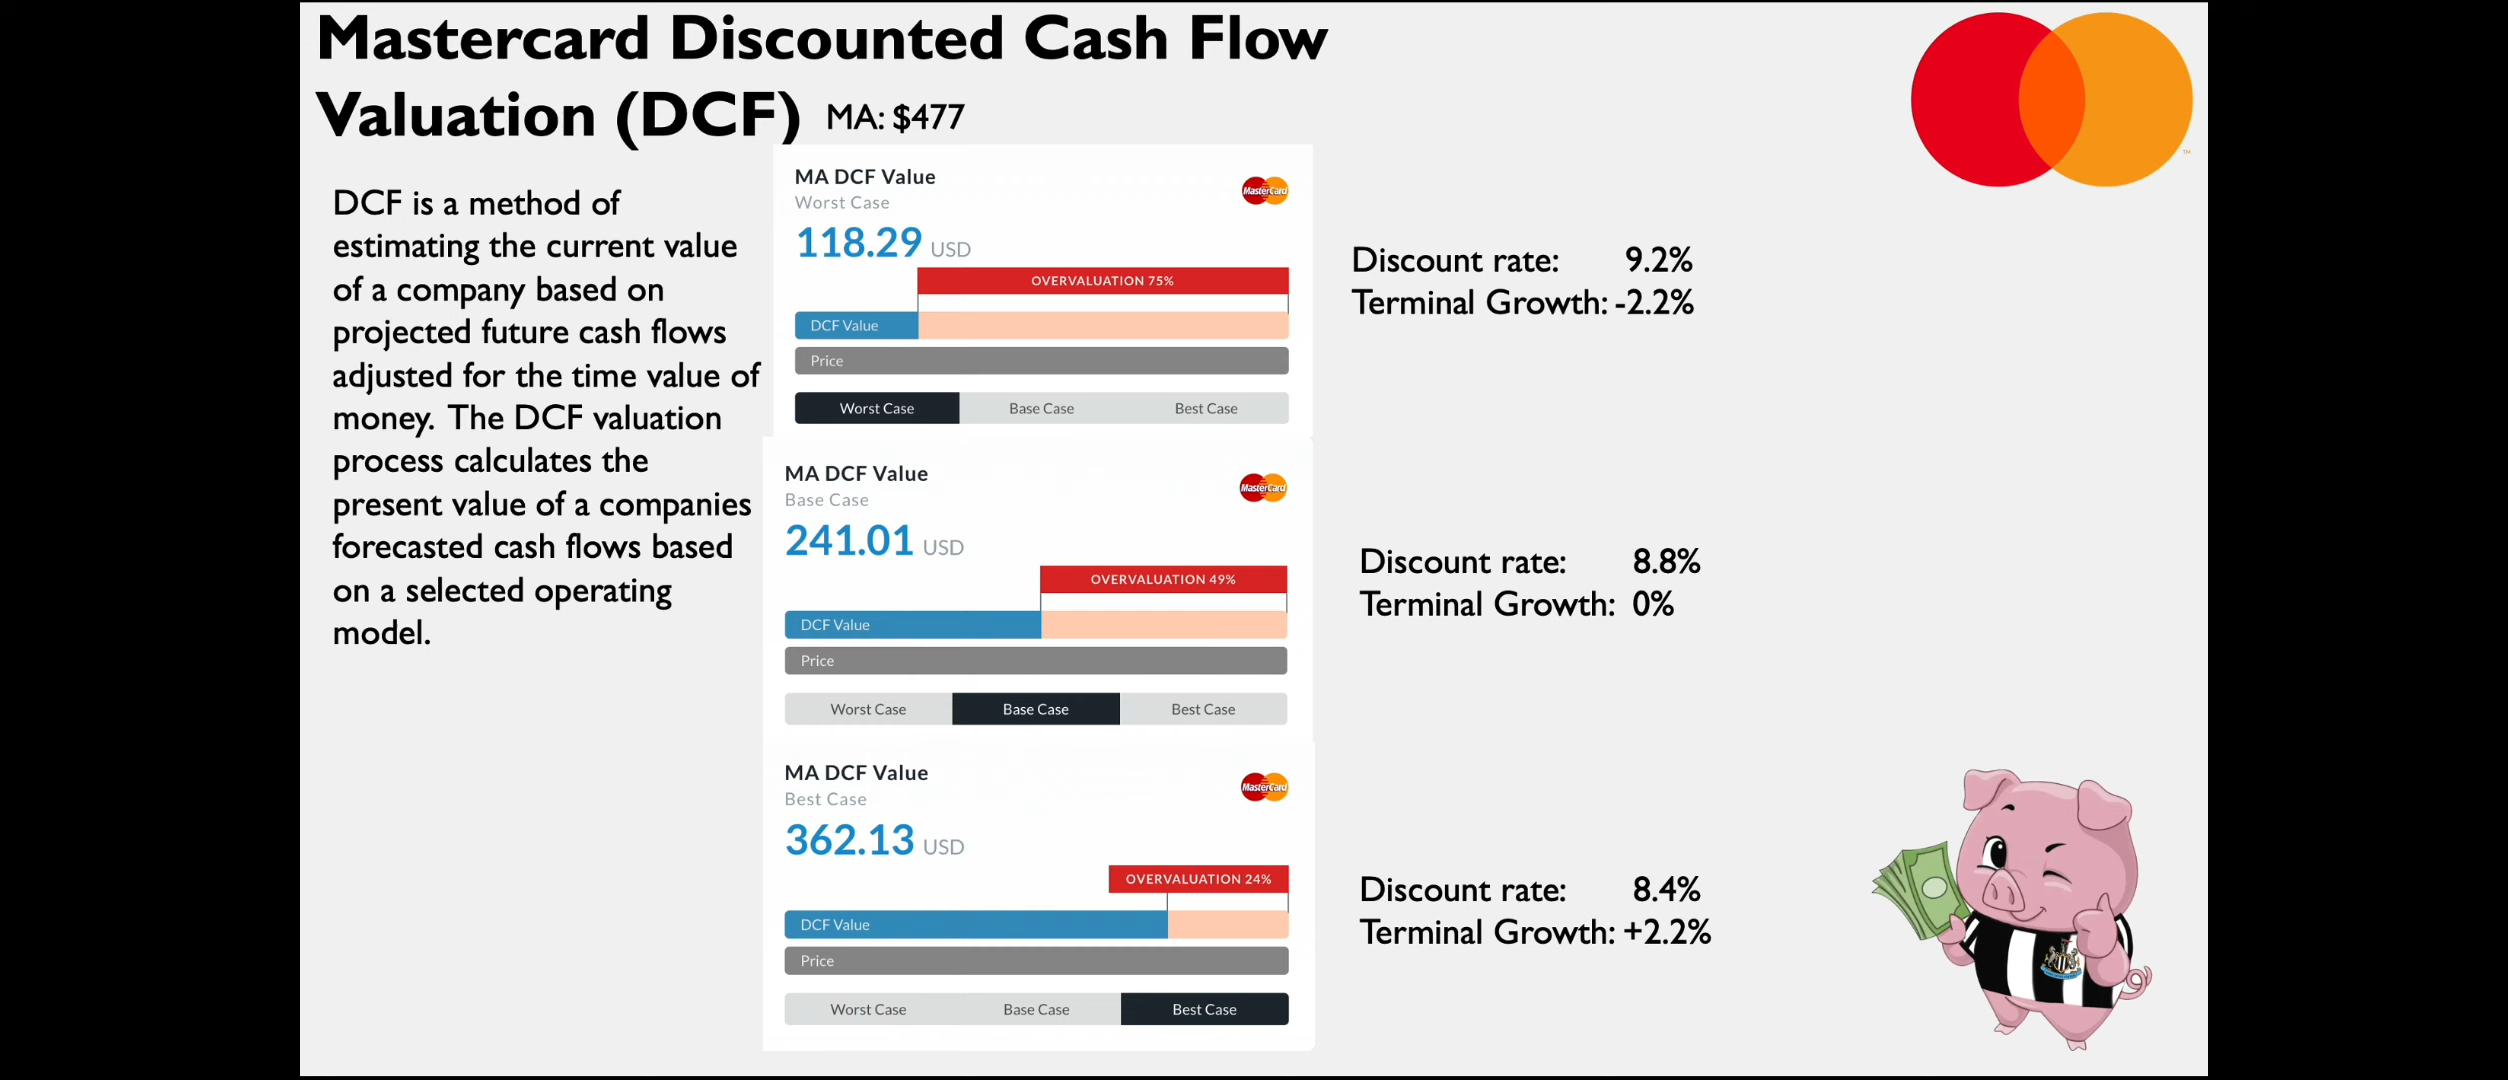 Mastercard Discounted Cash Flow
Valuation (DCF) MA: $477
TM
DCF is a method of
estimating the current value
of a company based on
projected future cash flows
adjusted for the time value of
money. The DCF valuation
process calculates the
present value of a companies
forecasted cash flows based
on a selected operating
model.
MA DCF Value
MasterCard
Worst Case
118.29 USD
OVERVALUATION 75%
DCF Value
Price
Worst Case Base Case Best Case
Discount rate: 9.2%
Terminal Growth: -2.2%
MA DCF Value
MasterCard
Base Case
241.01 USD
OVERVALUATION 49%
DCF Value
Price
Worst Case Base Case Best Case
Discount rate: 8.8%
Terminal Growth: 0%
MA DCF Value
MasterCard
Best Case
362.13 USD
OVERVALUATION 24%
DCF Value
Price
Worst Case Base Case Best Case
Discount rate: 8.4%
Terminal Growth: +2.2%